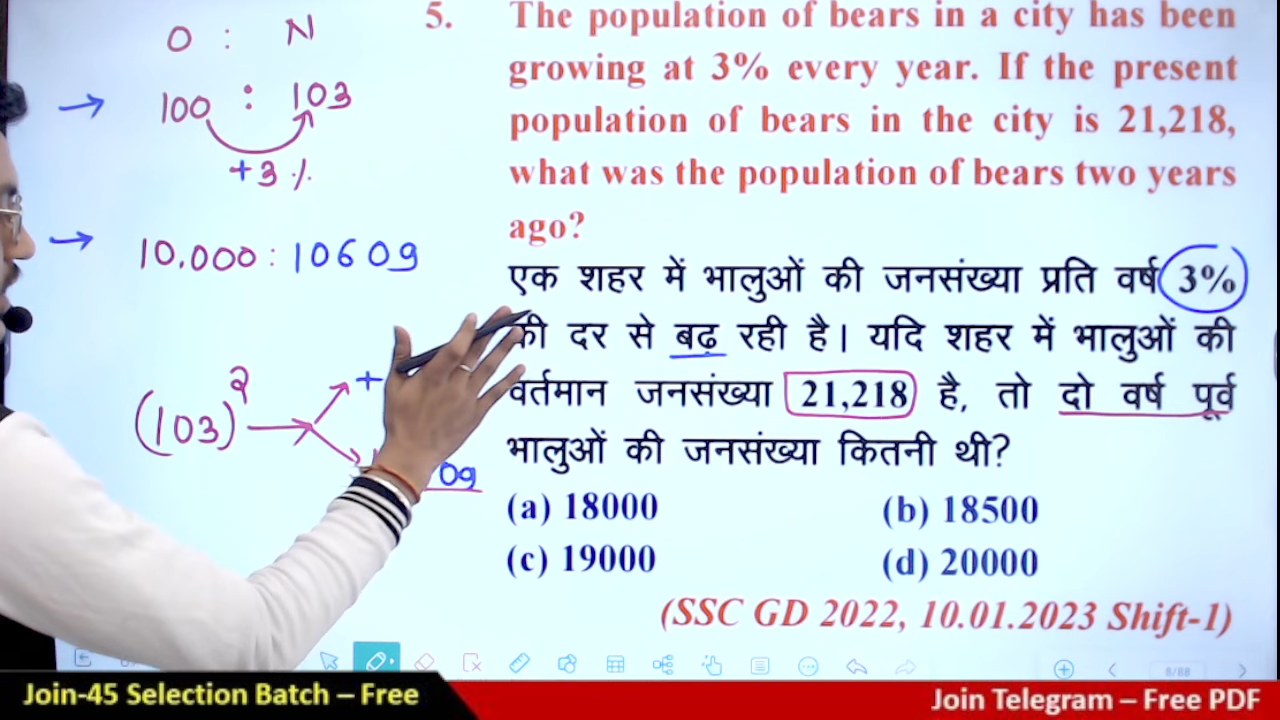 O : N
100 : 103
+3%
10,000 : 10609
(103)²
+
09
5. The population of bears in a city has been
growing at 3% every year. If the present
population of bears in the city is 21,218,
what was the population of bears two years
ago?
एक शहर में भालुओं की जनसंख्या प्रति वर्ष 3%
की दर से बढ़ रही है। यदि शहर में भालुओं की
वर्तमान जनसंख्या 21,218 है, तो दो वर्ष पूर्व
भालुओं की जनसंख्या कितनी थी?
(a) 18000 (b) 18500
(c) 19000 (d) 20000
(SSC GD 2022, 10.01.2023 Shift-1)
8/88
Join-45 Selection Batch – Free
Join Telegram – Free PDF